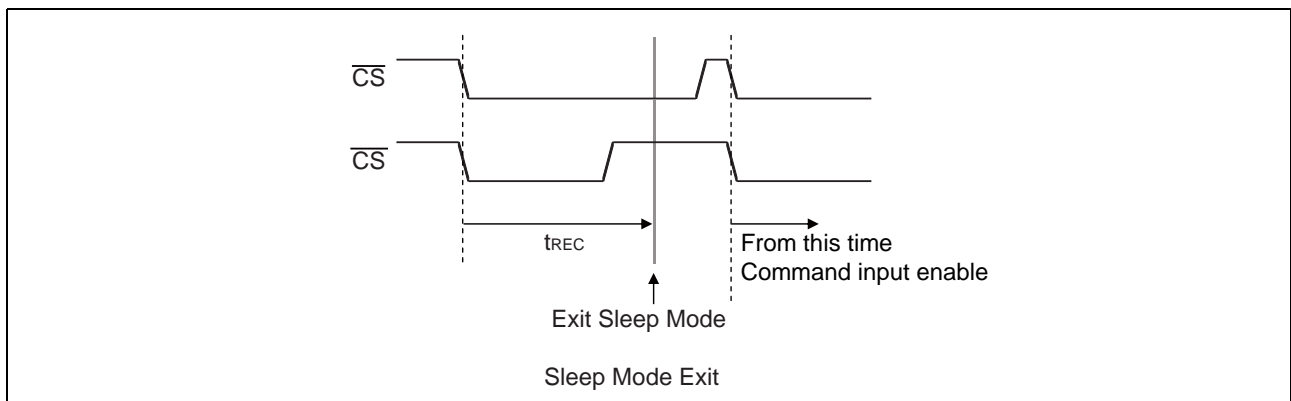 CS
CS
tREC
From this time
Command input enable
Exit Sleep Mode
Sleep Mode Exit